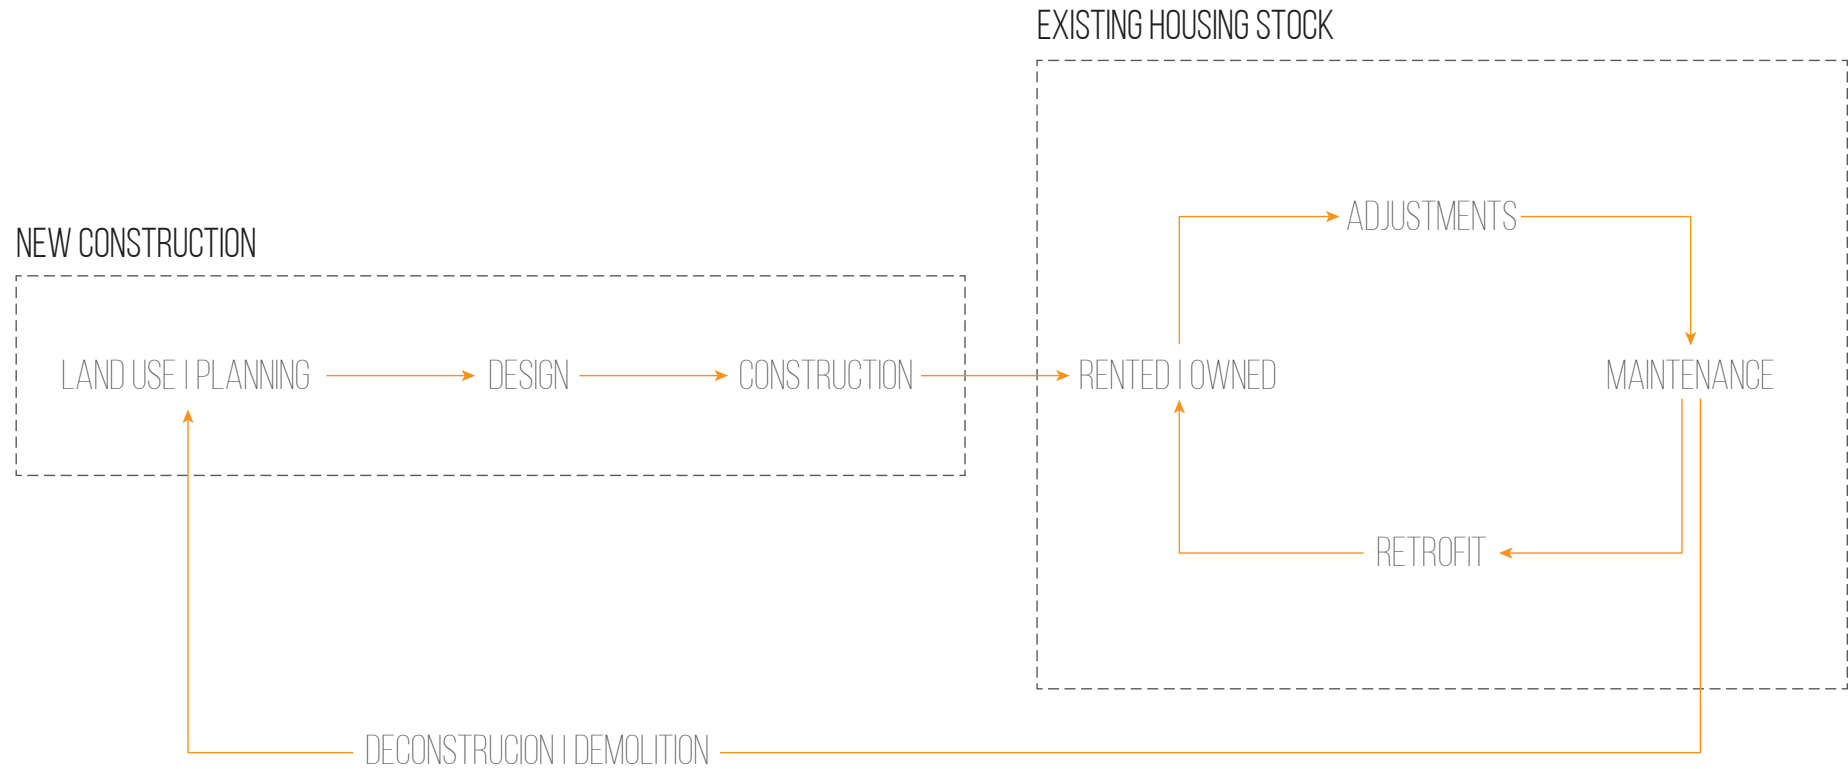 EXISTING HOUSING STOCK
ADJUSTMENTS
NEW CONSTRUCTION
LAND USE | PLANNING
DESIGN
CONSTRUCTION
RENTED | OWNED
MAINTENANCE
RETROFIT
DECONSTRUCION | DEMOLITION